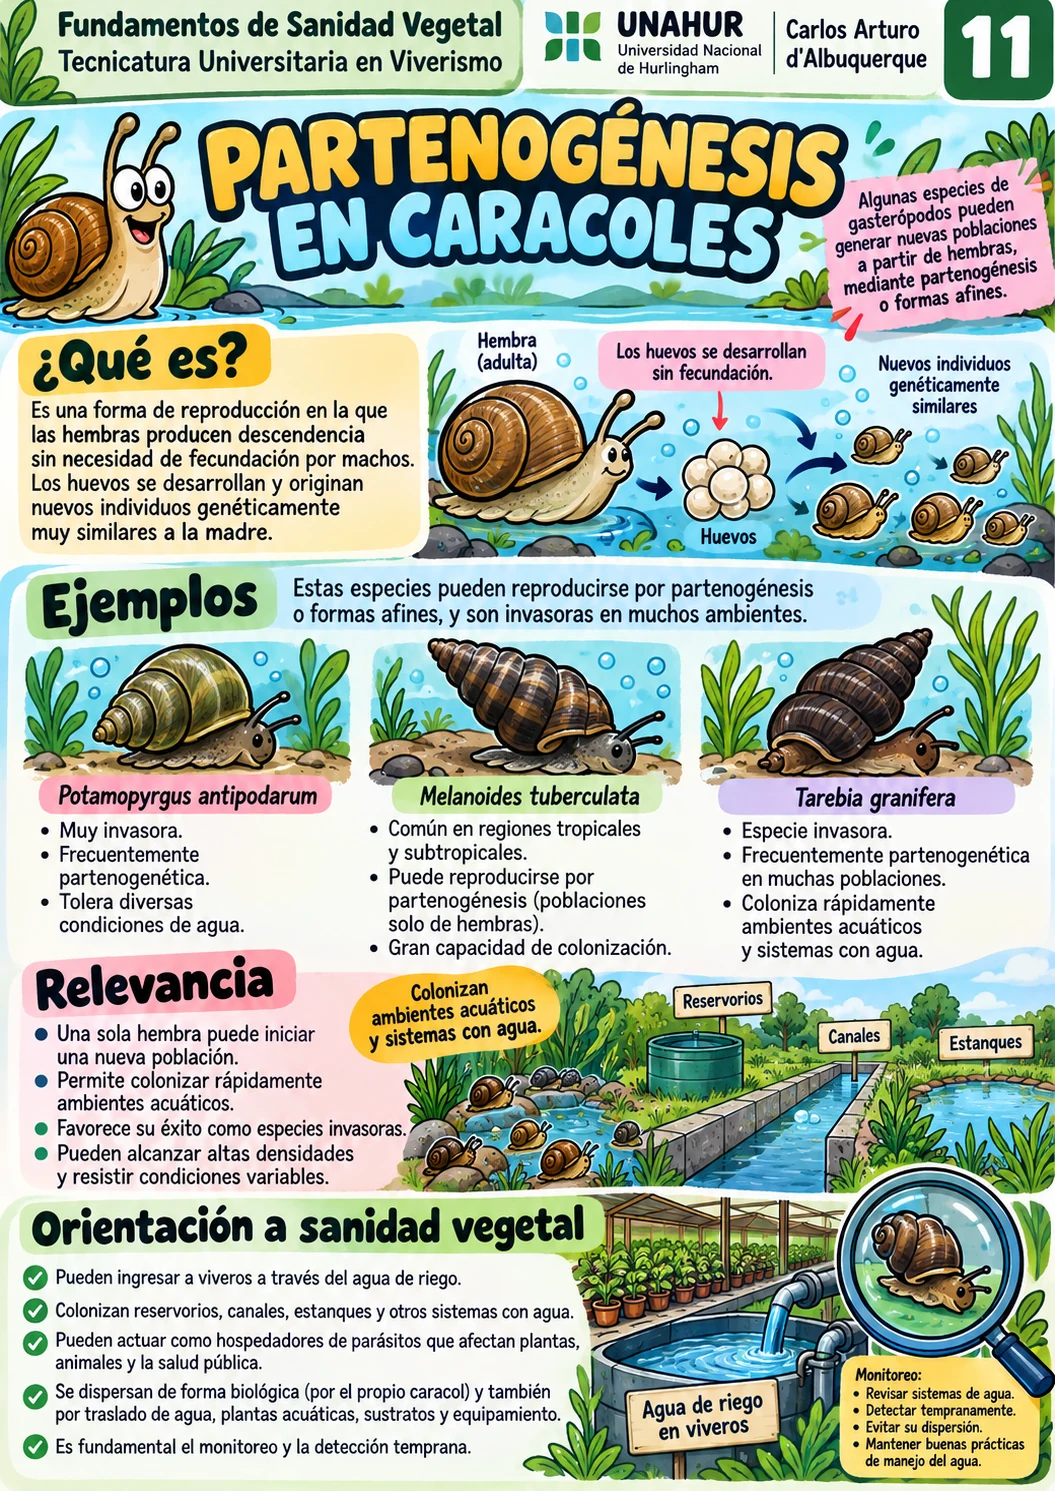 Fundamentos de Sanidad Vegetal
Tecnicatura Universitaria en Viverismo
UNAHUR
Universidad Nacional
de Hurlingham
Carlos Arturo
d'Albuquerque
11
PARTENOGÉNESIS
EN CARACOLES
Algunas especies de
gasterópodos pueden
generar nuevas poblaciones
a partir de hembras,
mediante partenogénesis
o formas afines.
¿Qué es?
Es una forma de reproducción en la que
las hembras producen descendencia
sin necesidad de fecundación por machos.
Los huevos se desarrollan y originan
nuevos individuos genéticamente
muy similares a la madre.
Hembra
(adulta)
Los huevos se desarrollan
sin fecundación.
Huevos
Nuevos individuos
genéticamente
similares
Ejemplos
Estas especies pueden reproducirse por partenogénesis
o formas afines, y son invasoras en muchos ambientes.
Potamopyrgus antipodarum
• Muy invasora.
• Frecuentemente
partenogenética.
• Tolera diversas
condiciones de agua.
Melanoides tuberculata
• Común en regiones tropicales
y subtropicales.
• Puede reproducirse por
partenogénesis (poblaciones
solo de hembras).
• Gran capacidad de colonización.
Tarebia granifera
• Especie invasora.
• Frecuentemente partenogenética
en muchas poblaciones.
• Coloniza rápidamente
ambientes acuáticos
y sistemas con agua.
Relevancia
• Una sola hembra puede iniciar
una nueva población.
• Permite colonizar rápidamente
ambientes acuáticos.
• Favorece su éxito como especies invasoras.
• Pueden alcanzar altas densidades
y resistir condiciones variables.
Colonizan
ambientes acuáticos
y sistemas con agua.
Reservorios
Canales
Estanques
Orientación a sanidad vegetal
Pueden ingresar a viveros a través del agua de riego.
Colonizan reservorios, canales, estanques y otros sistemas con agua.
Pueden actuar como hospedadores de parásitos que afectan plantas,
animales y la salud pública.
Se dispersan de forma biológica (por el propio caracol) y también
por traslado de agua, plantas acuáticas, sustratos y equipamiento.
Es fundamental el monitoreo y la detección temprana.
Agua de riego
en viveros
Monitoreo:
• Revisar sistemas de agua.
• Detectar tempranamente.
• Evitar su dispersión.
• Mantener buenas prácticas
de manejo del agua.